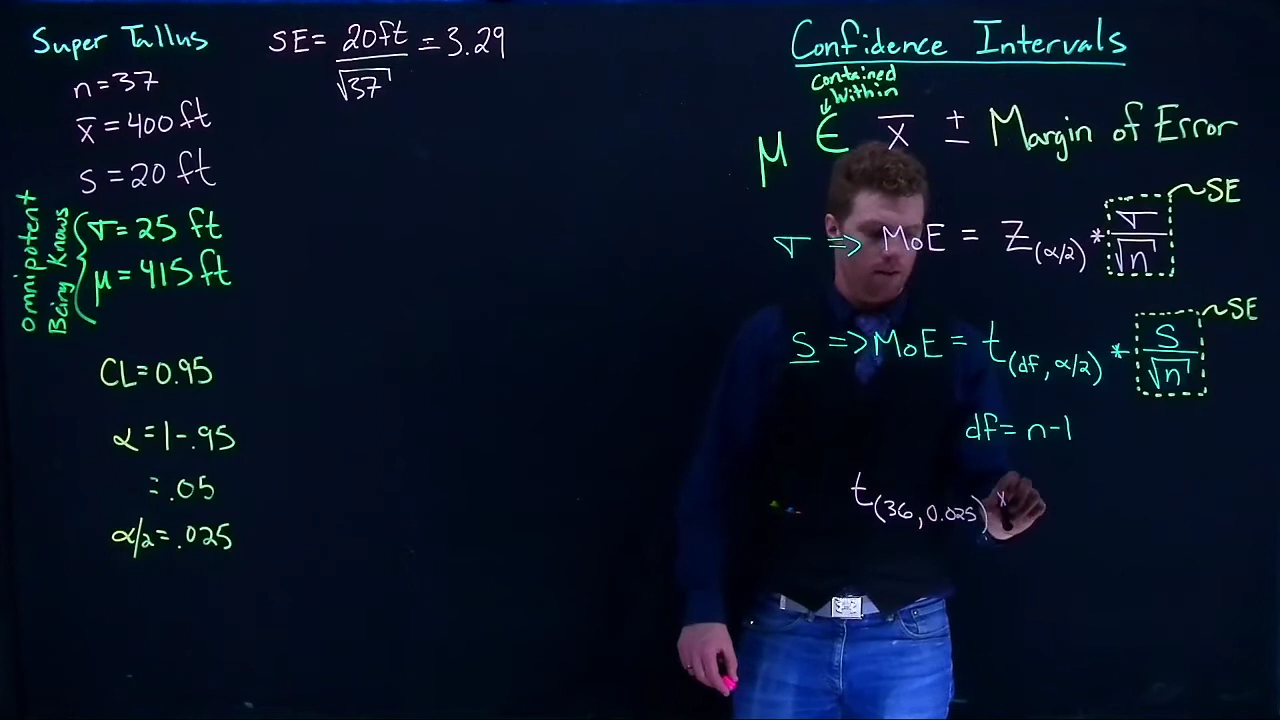 Super Tallus
n=37
x̄ = 400 ft
s = 20 ft
Omnipotent
Being Knows
σ = 25 ft
μ = 415 ft
CL = 0.95
α = 1-.95
= .05
α/2 = .025
SE = 20ft / √37 = 3.29
Confidence Intervals
contained
within
μ ∈ x̄ ± Margin of Error
σ => MoE = Z(α/2) * σ/√n
SE
s => MoE = t(df, α/2) * s/√n
SE
df = n-1
t(36, 0.025) *